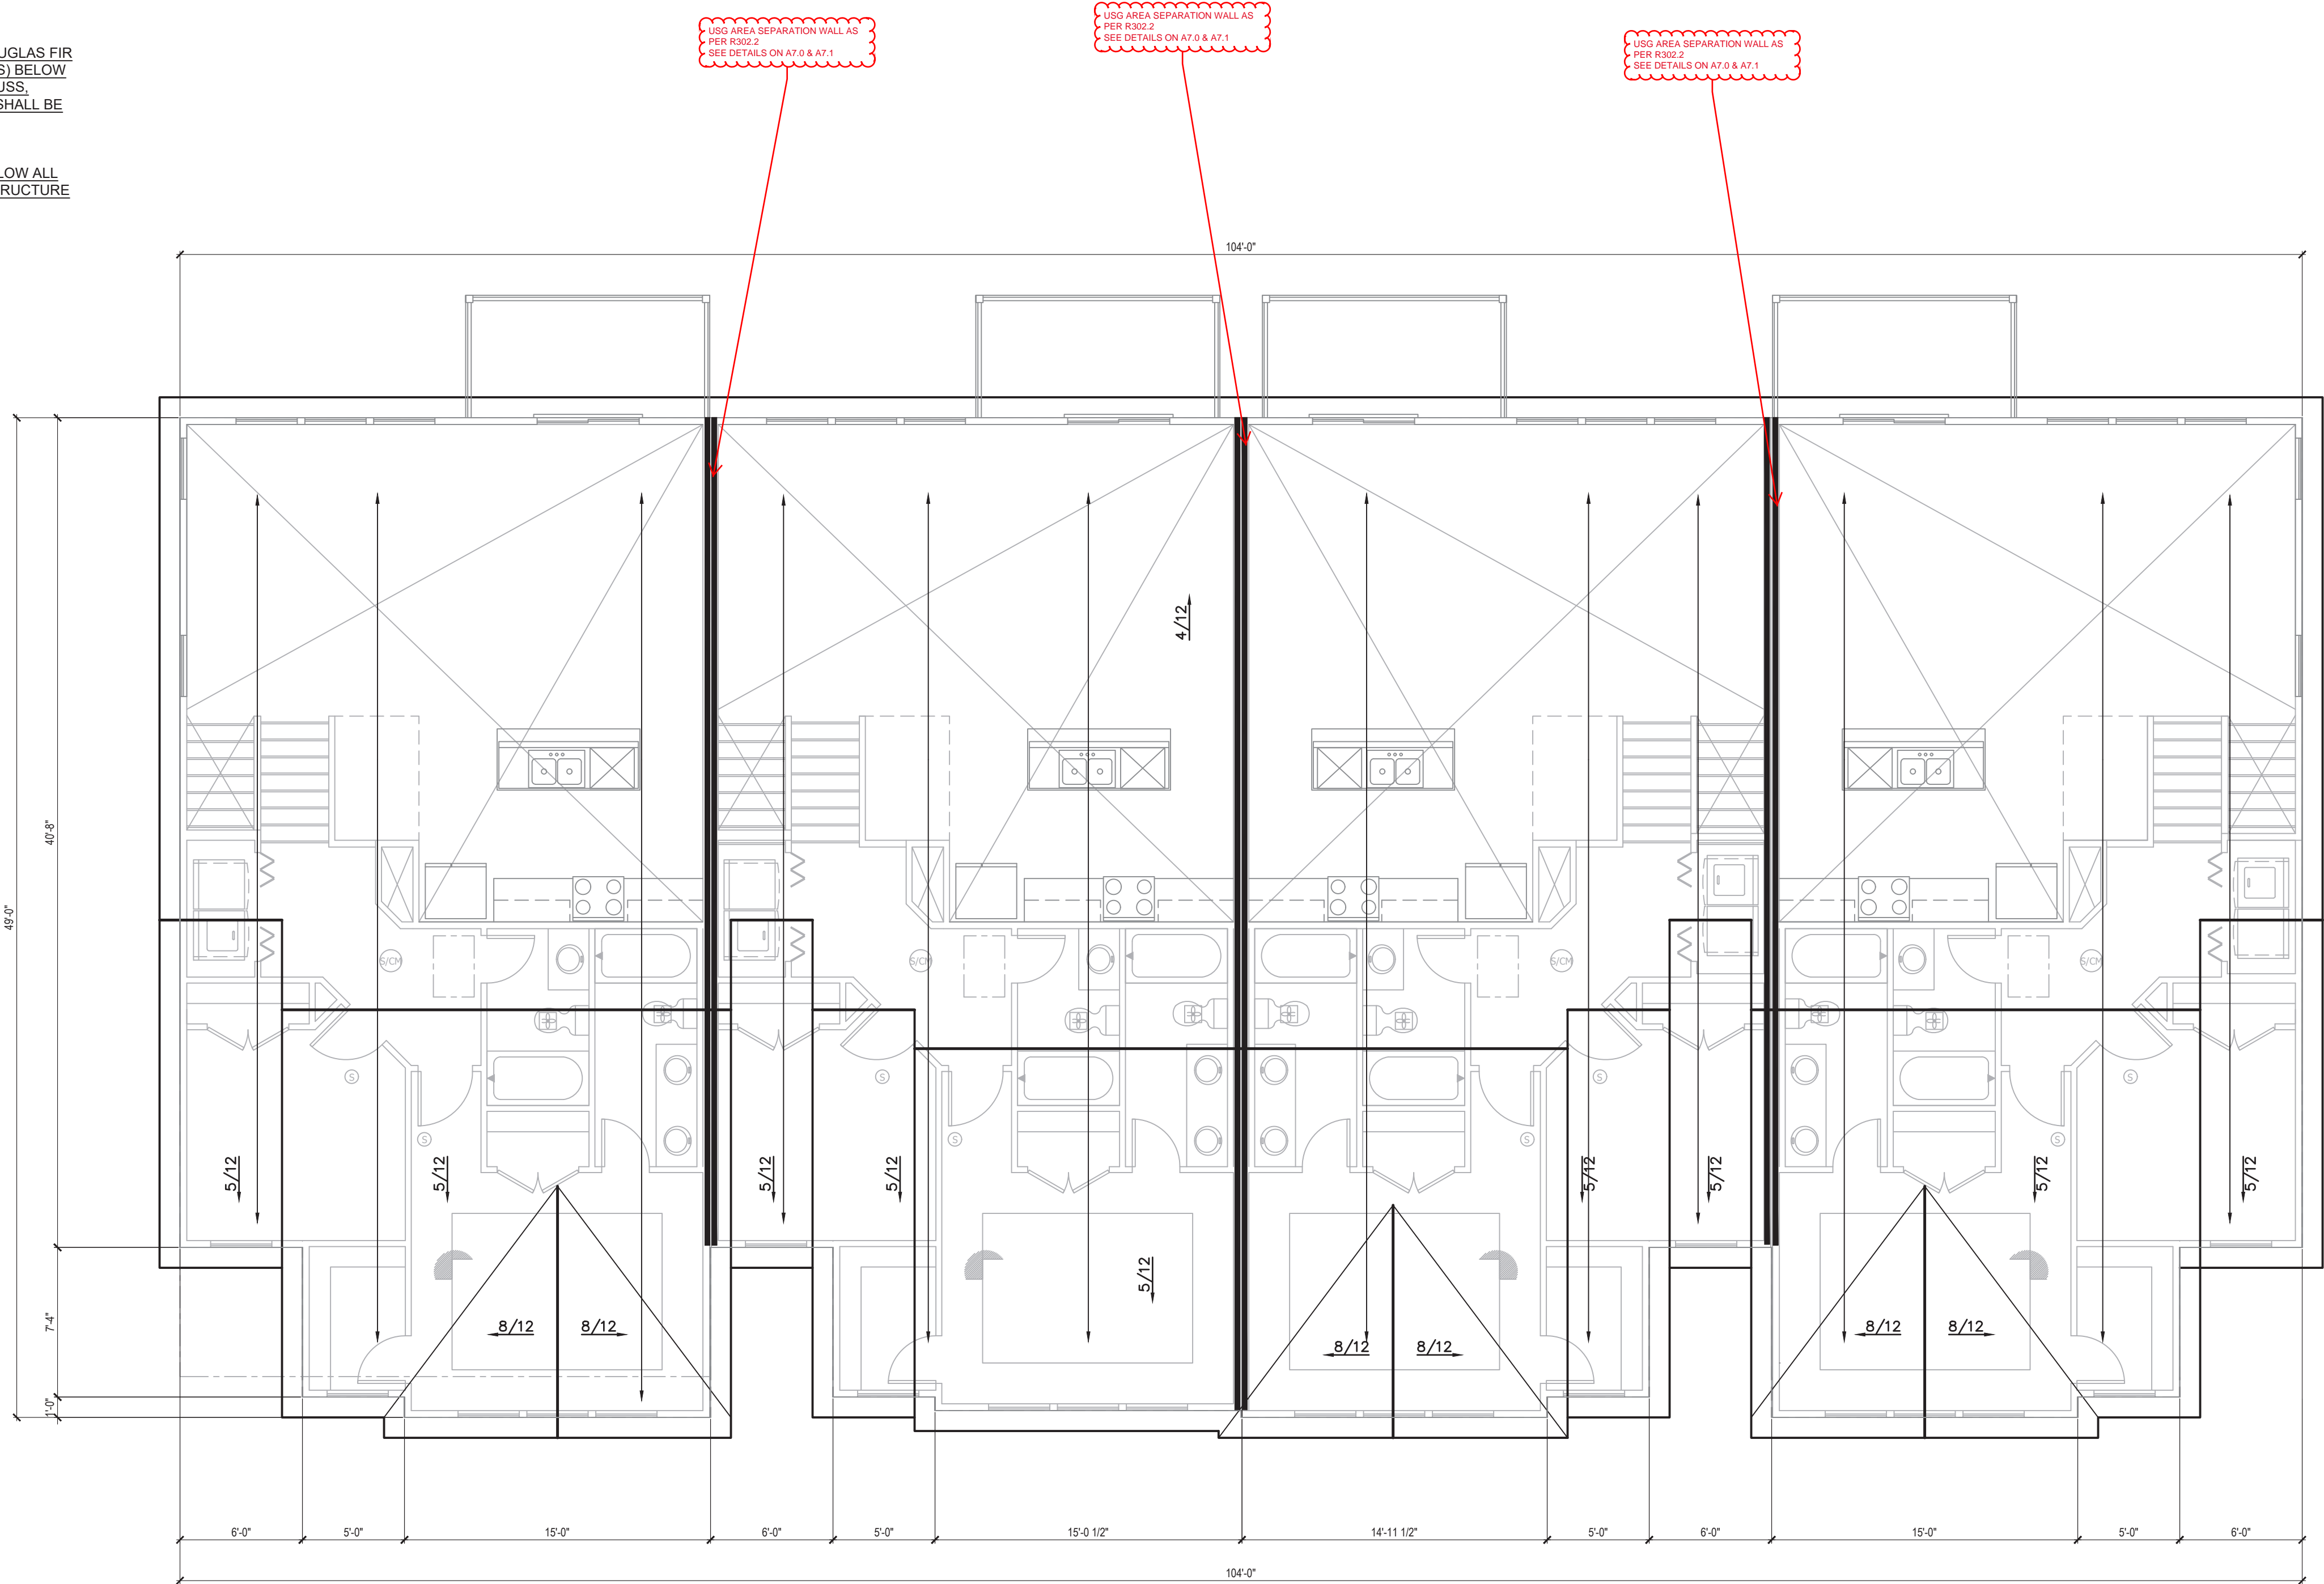 UGLAS FIR
S) BELOW
USS,
SHALL BE
LOW ALL
RUCTURE
USG AREA SEPARATION WALL AS
PER R302.2
SEE DETAILS ON A7.0 & A7.1
USG AREA SEPARATION WALL AS
PER R302.2
SEE DETAILS ON A7.0 & A7.1
USG AREA SEPARATION WALL AS
PER R302.2
SEE DETAILS ON A7.0 & A7.1
104'-0"
4/12
40'-8"
49'-0"
7'-4"
1'-0"
S/CM
S/CM
S/CM
S/CM
S
S
S
S
S
S
S
S
5/12
5/12
5/12
5/12
5/12
5/12
5/12
5/12
5/12
8/12
8/12
8/12
8/12
8/12
8/12
6'-0"
5'-0"
15'-0"
6'-0"
5'-0"
15'-0 1/2"
14'-11 1/2"
5'-0"
6'-0"
15'-0"
5'-0"
6'-0"
104'-0"